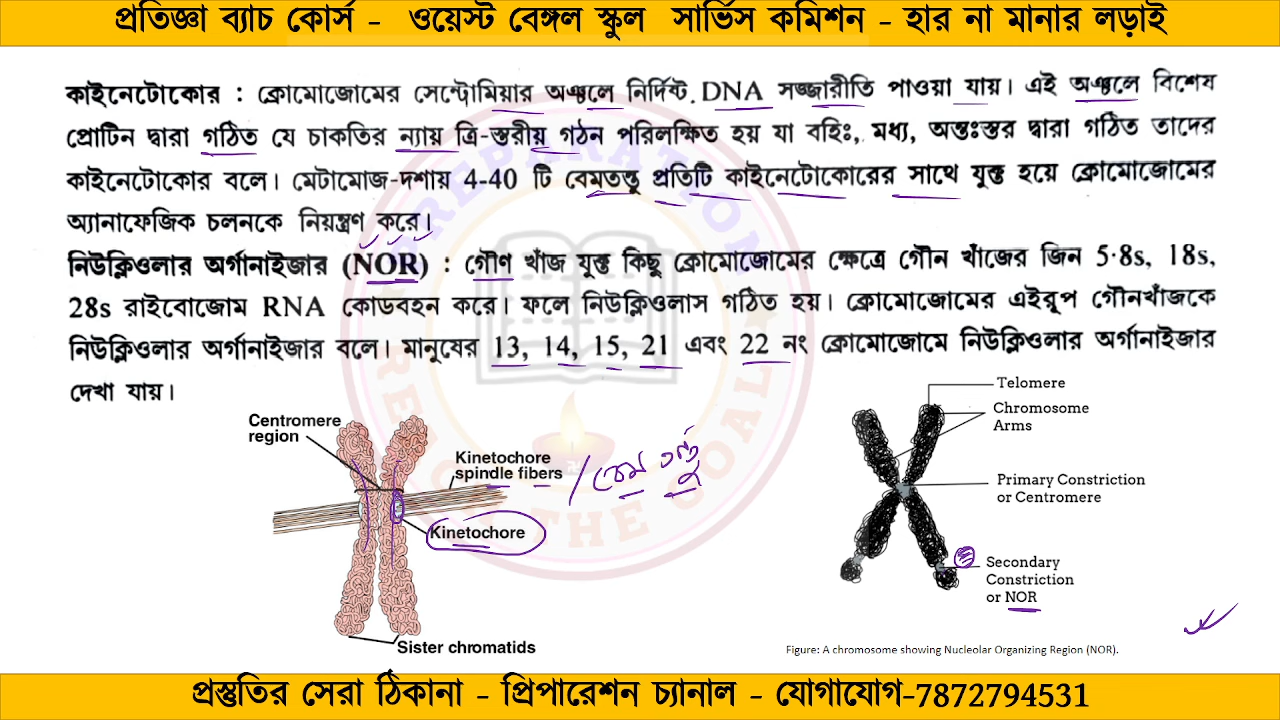 প্রতিজ্ঞা ব্যাচ কোর্স - ওয়েস্ট বেঙ্গল স্কুল সার্ভিস কমিশন - হার না মানার লড়াই
কাইনেটোকোর : ক্রোমোজোমের সেন্ট্রোমিয়ার অঞ্চলে নির্দিষ্ট DNA সজ্জারীতি পাওয়া যায়। এই অঞ্চলে বিশেষ
প্রোটিন দ্বারা গঠিত যে চাকতির ন্যায় ত্রি-স্তরীয় গঠন পরিলক্ষিত হয় যা বহিঃ, মধ্য, অন্তঃস্তর দ্বারা গঠিত তাদের
কাইনেটোকোর বলে। মেটামোজ-দশায় 4-40 টি বেমতন্তু প্রতিটি কাইনেটোকোরের সাথে যুক্ত হয়ে ক্রোমোজোমের
অ্যানাফেজিক চলনকে নিয়ন্ত্রণ করে।
নিউক্লিওলার অর্গানাইজার (NOR) : গৌণ খাঁজ যুক্ত কিছু ক্রোমোজোমের ক্ষেত্রে গৌন খাঁজের জিন 5·8s, 18s,
28s রাইবোজোম RNA কোডবহন করে। ফলে নিউক্লিওলাস গঠিত হয়। ক্রোমোজোমের এইরূপ গৌনখাঁজকে
নিউক্লিওলার অর্গানাইজার বলে। মানুষের 13, 14, 15, 21 এবং 22 নং ক্রোমোজোমে নিউক্লিওলার অর্গানাইজার
দেখা যায়।
Centromere
region
Kinetochore
spindle fibers
/ বেম তন্তু
Kinetochore
Sister chromatids
Telomere
Chromosome
Arms
Primary Constriction
or Centromere
Secondary
Constriction
or NOR
Figure: A chromosome showing Nucleolar Organizing Region (NOR).
প্রস্তুতির সেরা ঠিকানা - প্রিপারেশন চ্যানাল - যোগাযোগ-7872794531